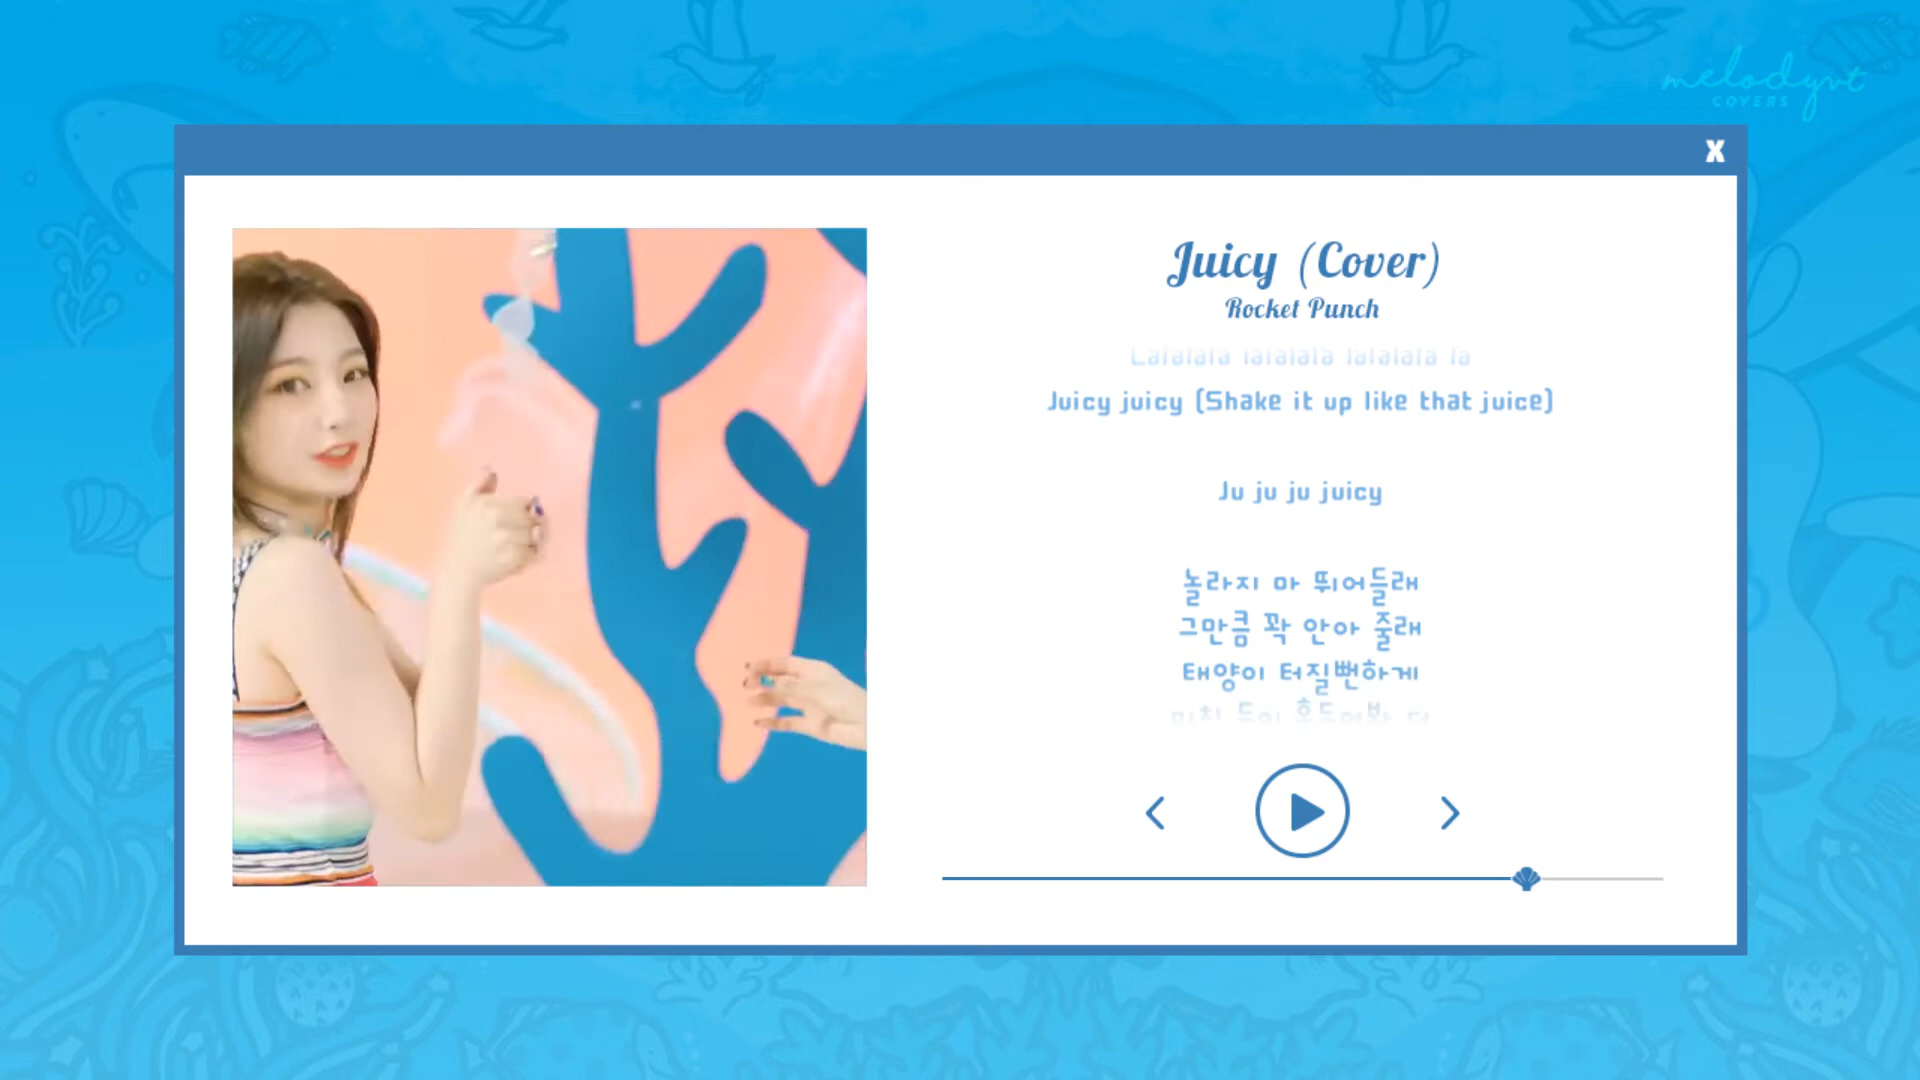 melodyvt
COVERS
X
Juicy (Cover)
Rocket Punch
Lalalala lalalala lalalala la
Juicy juicy (Shake it up like that juice)
Ju ju ju juicy
놀라지 마 뛰어들래
그만큼 꽉 안아 줄래
태양이 터질뻔하게